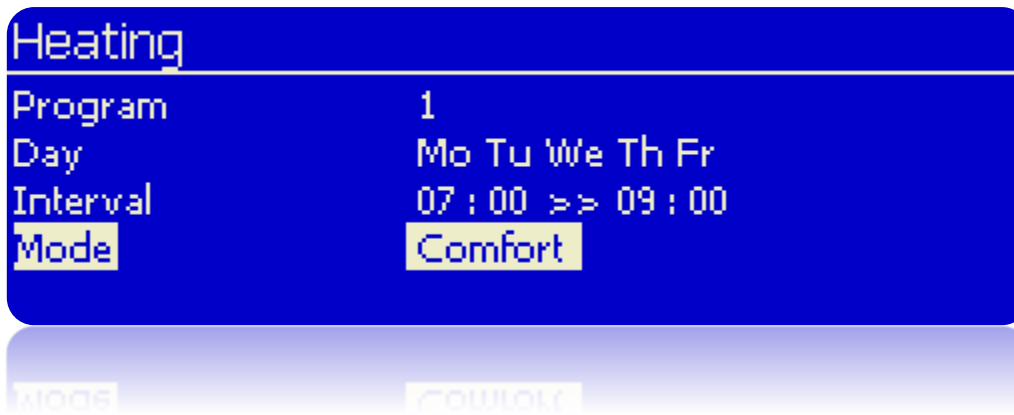 Heating
Program 1
Day Mo Tu We Th Fr
Interval 07 : 00 >> 09 : 00
Mode Comfort